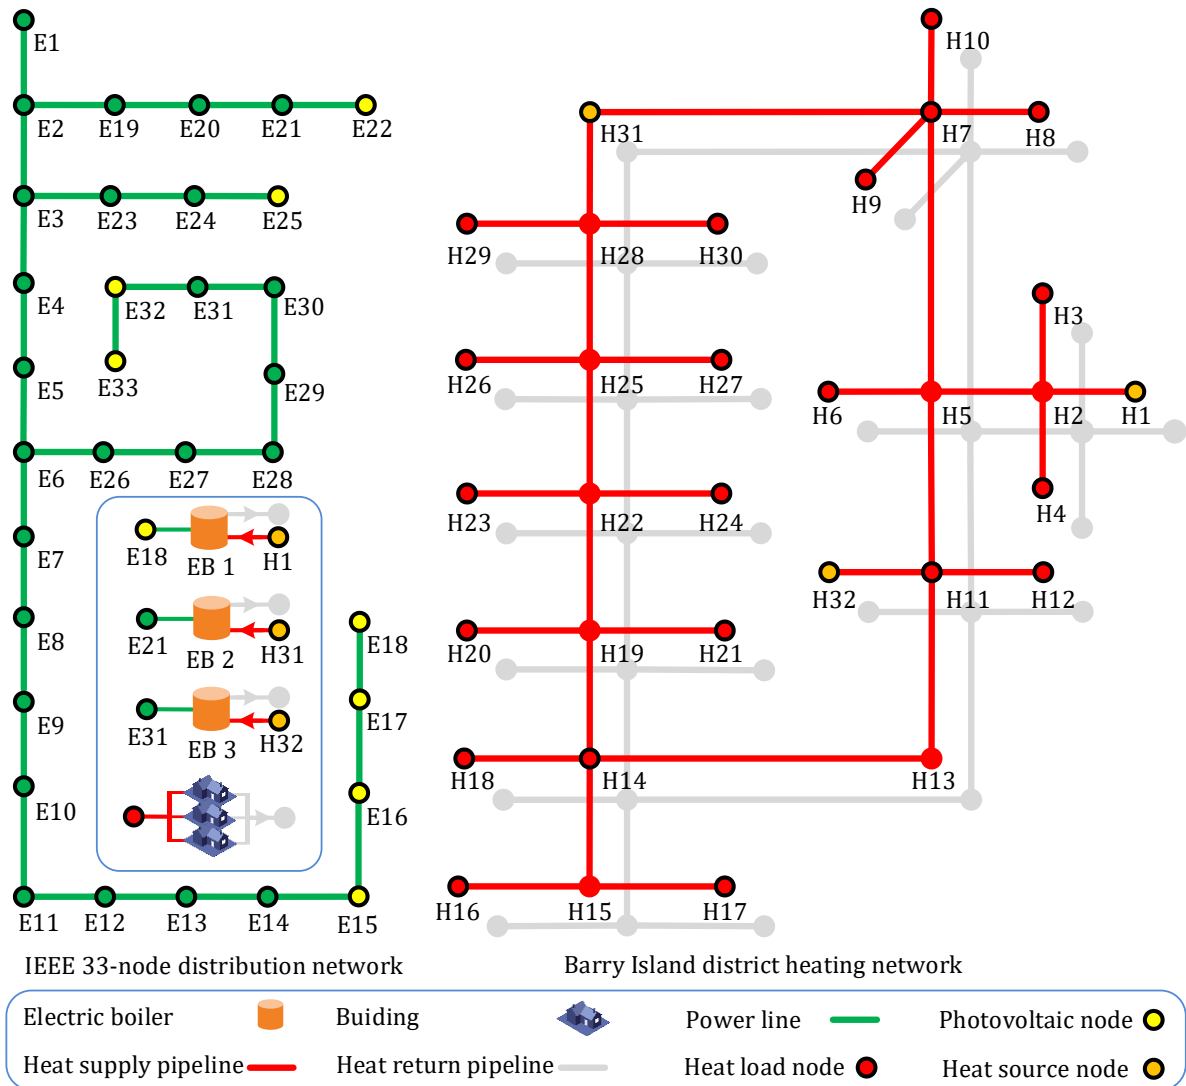 E1
E2
E19
E20
E21
E22
E3
E23
E24
E25
E4
E32
E31
E30
E5
E33
E29
E6
E26
E27
E28
E7
E18
EB 1
H1
E8
E21
EB 2
H31
E18
E9
E31
EB 3
H32
E17
E10
E16
E11
E12
E13
E14
E15
H10
H31
H7
H8
H9
H29
H28
H30
H3
H26
H25
H27
H6
H5
H2
H1
H23
H22
H24
H4
H32
H11
H12
H20
H19
H21
H18
H14
H13
H16
H15
H17
IEEE 33-node distribution network
Barry Island district heating network
Electric boiler
Buiding
Power line
Photovoltaic node
Heat supply pipeline
Heat return pipeline
Heat load node
Heat source node